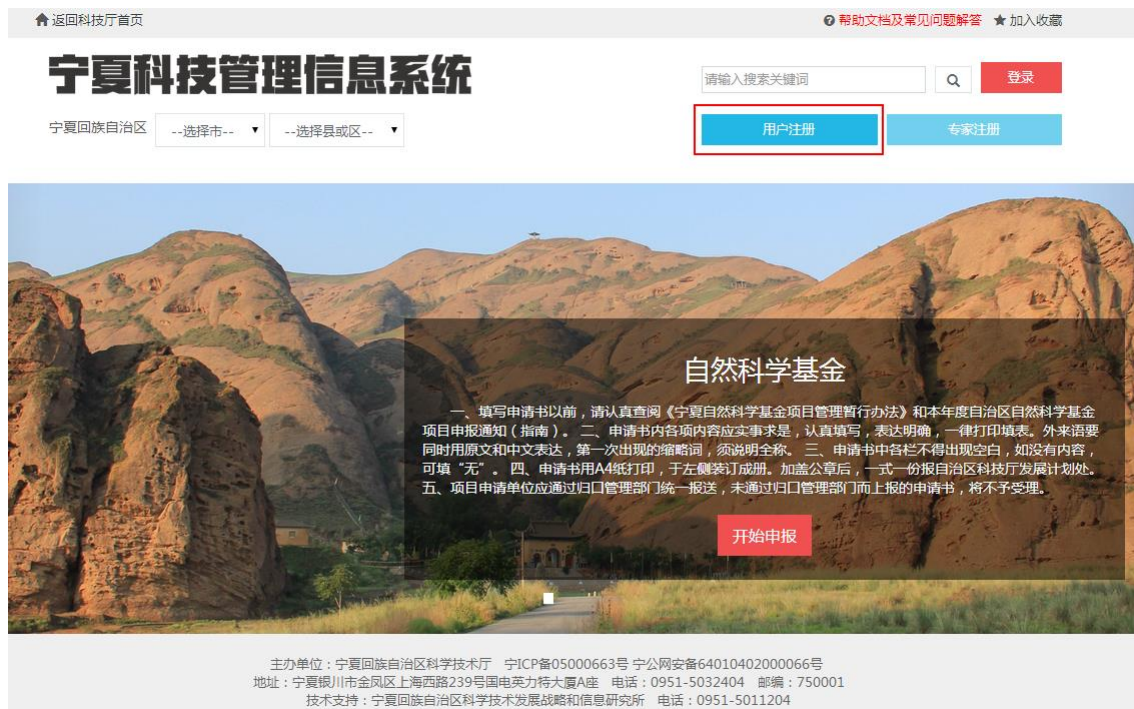 返回科技厅首页
帮助文档及常见问题解答 加入收藏
宁夏科技管理信息系统
请输入搜索关键词
登录
宁夏回族自治区 --选择市-- --选择县或区--
用户注册 专家注册
自然科学基金
一、填写申请书以前，请认真查阅《宁夏自然科学基金项目管理暂行办法》和本年度自治区自然科学基金
项目申报通知（指南）。 二、申请书内各项内容应实事求是，认真填写，表达明确，一律打印填表。外来语要
同时用原文和中文表达，第一次出现的缩略词，须说明全称。 三、申请书中各栏不得出现空白，如没有内容，
可填“无”。 四、申请书用A4纸打印，于左侧装订成册。加盖公章后，一式一份报自治区科技厅发展计划处。
五、项目申请单位应通过归口管理部门统一报送，未通过归口管理部门而上报的申请书，将不予受理。
开始申报
主办单位：宁夏回族自治区科学技术厅 宁ICP备05000663号 宁公网安备64010402000066号
地址：宁夏银川市金凤区上海西路239号国电英力特大厦A座 电话：0951-5032404 邮编：750001
技术支持：宁夏回族自治区科学技术发展战略和信息研究所 电话：0951-5011204